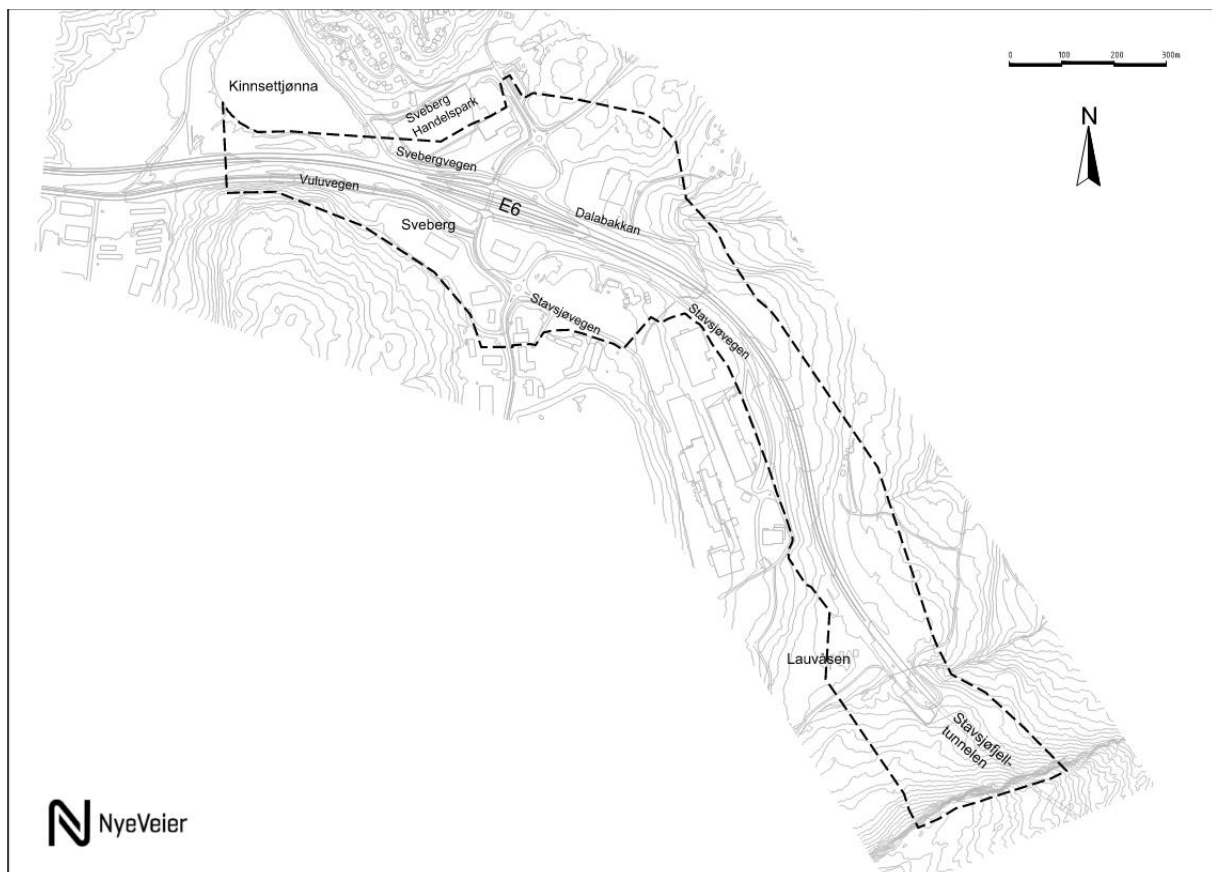 0 100 200 300m
N
Kinnsettjønna
Sveberg
Handelspark
Svebergvegen
Vuluvegen
E6
Sveberg
Dalabakkan
Stavsjøvegen
Stavsjøvegen
Lauvåsen
Stavsjøfjell-
tunnelen
NyeVeier